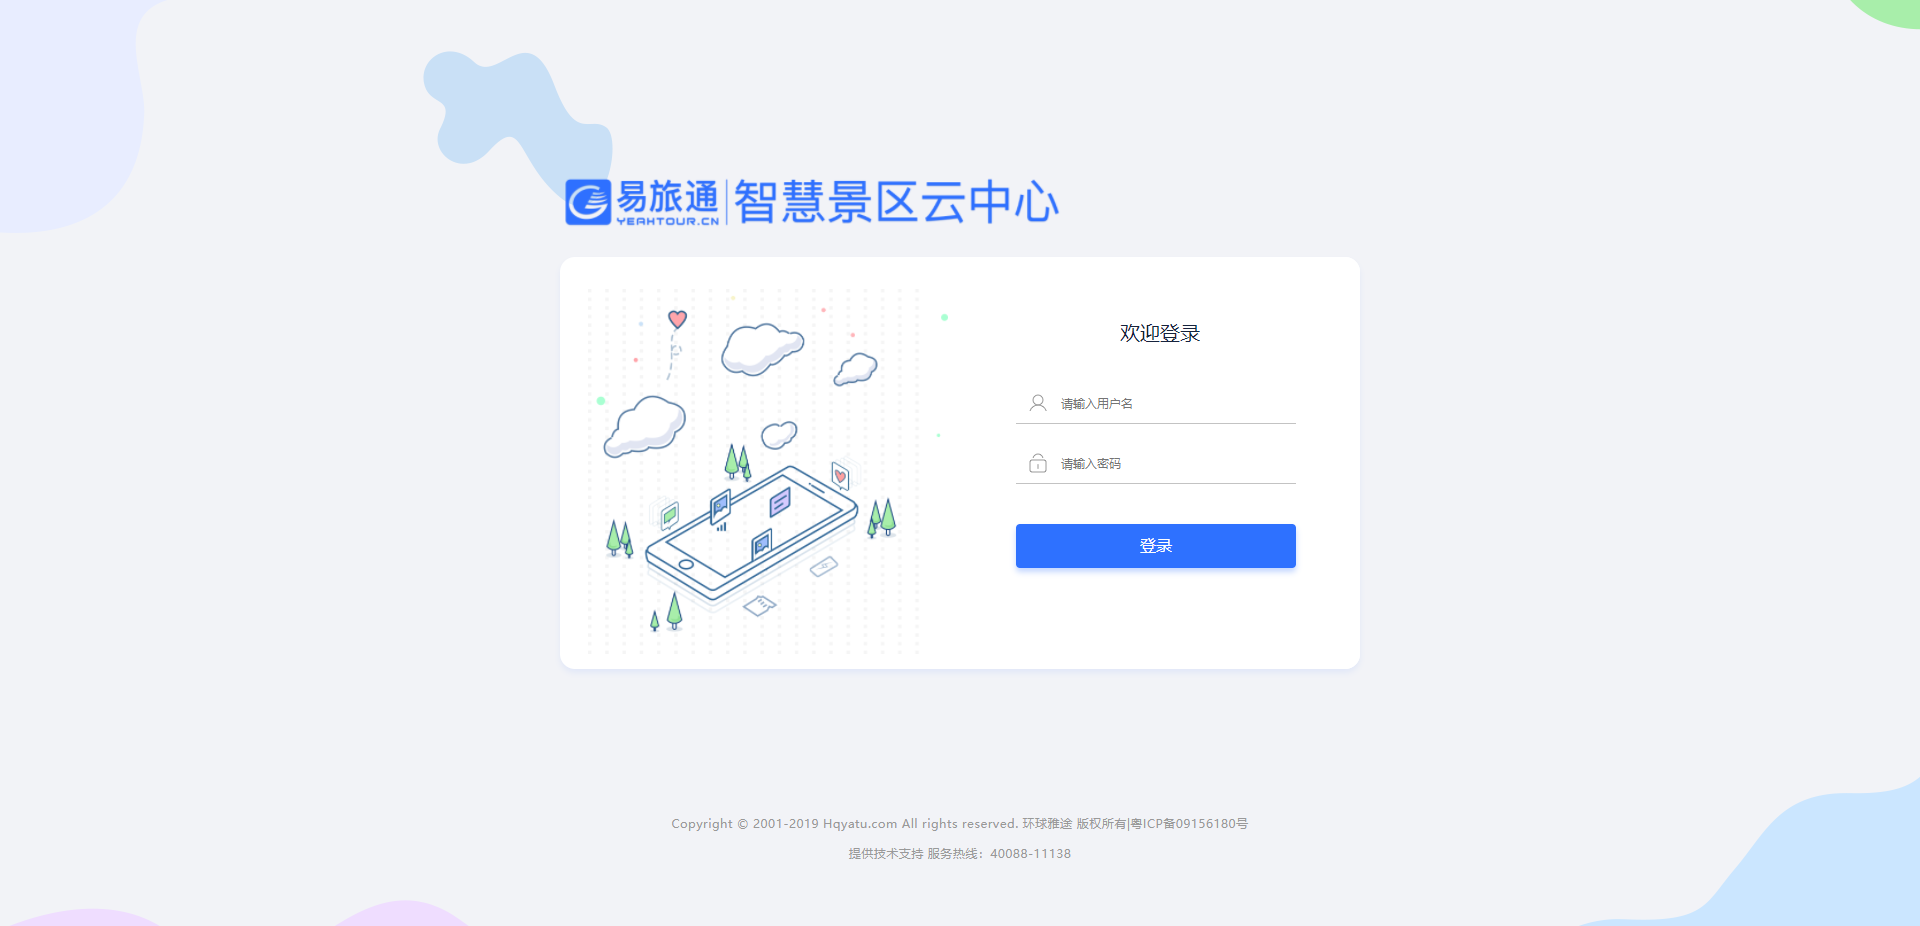 易旅通 智慧景区云中心
YEAHTOUR.CN
欢迎登录
请输入用户名
请输入密码
登录
Copyright © 2001-2019 Hqyatu.com All rights reserved. 环球雅途 版权所有|粤ICP备09156180号
提供技术支持 服务热线：40088-11138